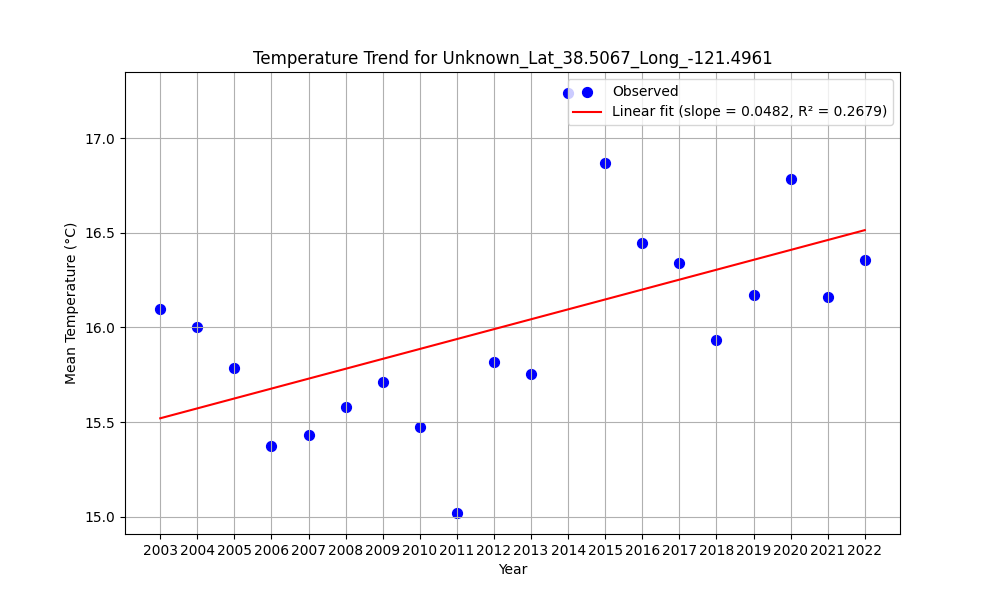 Temperature Trend for Unknown_Lat_38.5067_Long_-121.4961
Observed
Linear fit (slope = 0.0482, R² = 0.2679)
Mean Temperature (°C)
17.0
16.5
16.0
15.5
15.0
2003 2004 2005 2006 2007 2008 2009 2010 2011 2012 2013 2014 2015 2016 2017 2018 2019 2020 2021 2022
Year